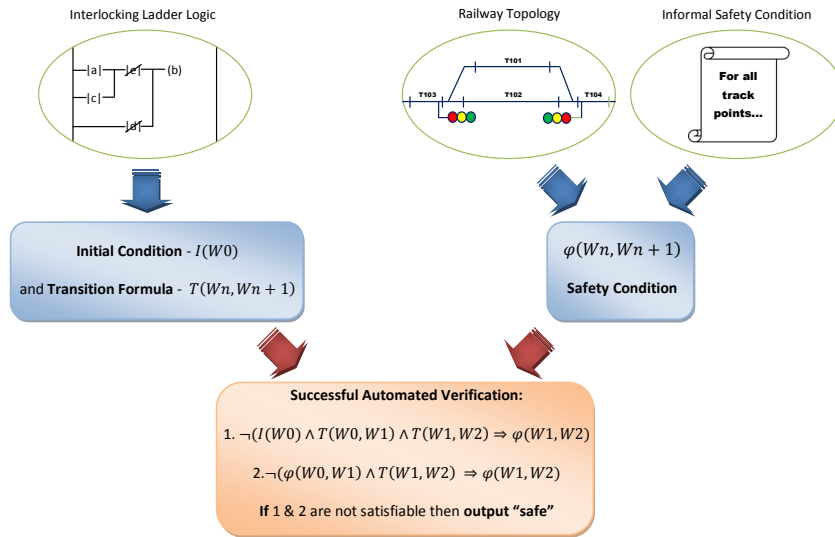 Interlocking Ladder Logic
Railway Topology
Informal Safety Condition
|a| |e| (b)
|c|
|d|
T101
T103 T102 T104
For all
track
points...
Initial Condition - I(W0)
and Transition Formula - T(Wn, Wn + 1)
φ(Wn, Wn + 1)
Safety Condition
Successful Automated Verification:
1. ¬(I(W0) ∧ T(W0, W1) ∧ T(W1, W2) ⇒ φ(W1, W2)
2.¬(φ(W0, W1) ∧ T(W1, W2) ⇒ φ(W1, W2)
If 1 & 2 are not satisfiable then output “safe”